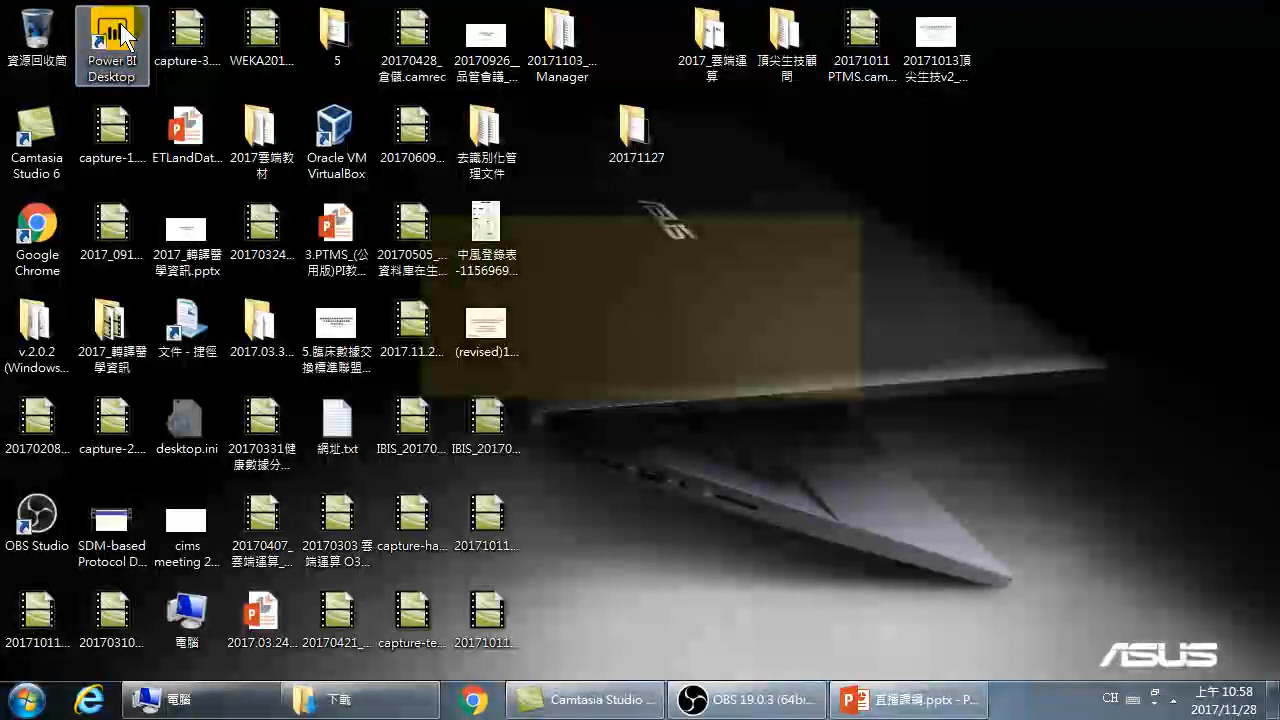 資源回收筒
Power BI
Desktop
capture-3....
WEKA201...
5
20170428_
倉儲.camrec
20170926_
品管會議_...
20171103_...
Manager
2017_雲端運
算
頂尖生技顧
問
20171011
PTMS.cam...
20171013頂
尖生技v2_...
Camtasia
Studio 6
capture-1....
ETLandDat...
2017雲端教
材
Oracle VM
VirtualBox
20170609...
去識別化管
理文件
20171127
Google
Chrome
2017_091...
2017_轉譯醫
學資訊.pptx
20170324...
3.PTMS_(公
用版)PI教...
20170505_
資料庫在生...
中風登錄表
-1156969...
v.2.0.2
(Windows...
2017_轉譯醫
學資訊
文件 - 捷徑
2017.03.3...
5.臨床數據交
換標準聯盟...
2017.11.2...
(revised)1...
20170208...
capture-2....
desktop.ini
20170331健
康數據分...
網址.txt
IBIS_20170...
IBIS_20170...
OBS Studio
SDM-based
Protocol D...
cims
meeting 2...
20170407_
雲端運算_...
20170303 雲
端運算 O3...
capture-ha...
20171011...
20171011...
20170310...
電腦
2017.03.24...
20170421_...
capture-te...
20171011...
ASUS
電腦
下載
Camtasia Studio ...
OBS 19.0.3 (64bi...
直播課綱.pptx - P...
CH
上午 10:58
2017/11/28